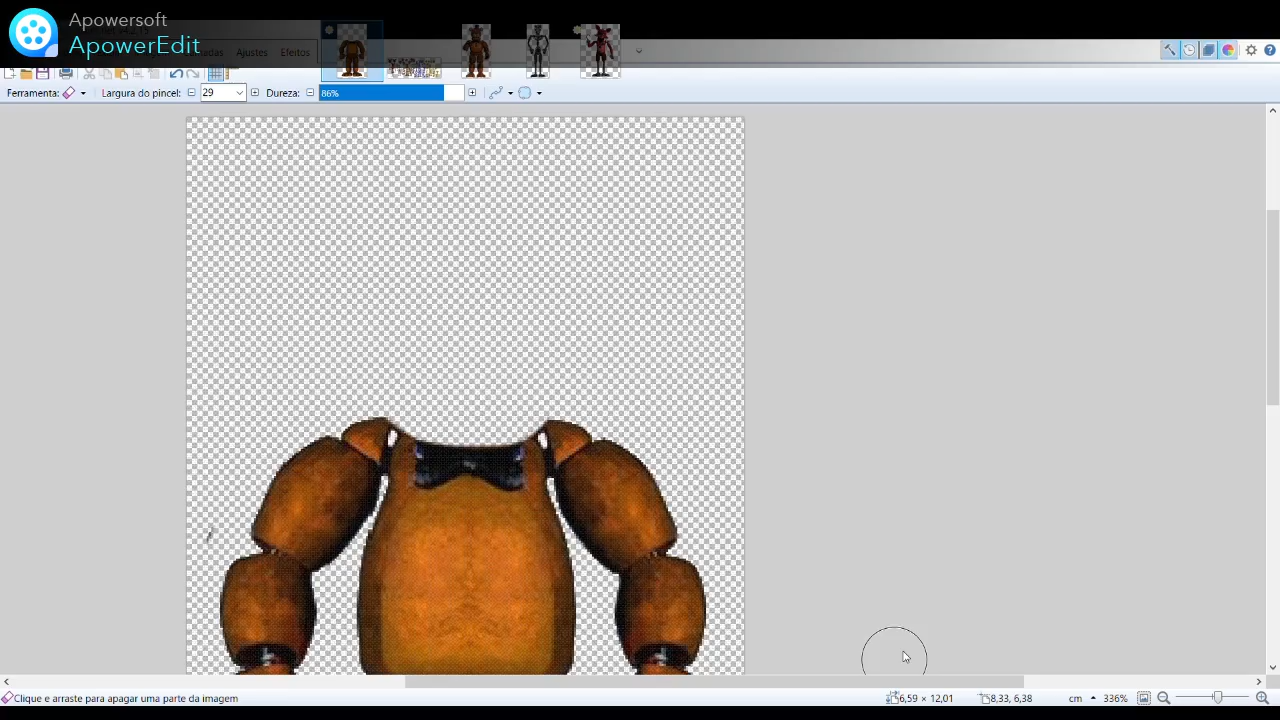 Apowersoft
ApowerEdit
Ajustes
Efeitos
Ferramenta:
Largura do pincel:
29
Dureza:
86%
Clique e arraste para apagar uma parte da imagem
6,59 × 12,01
8,33, 6,38
cm
336%